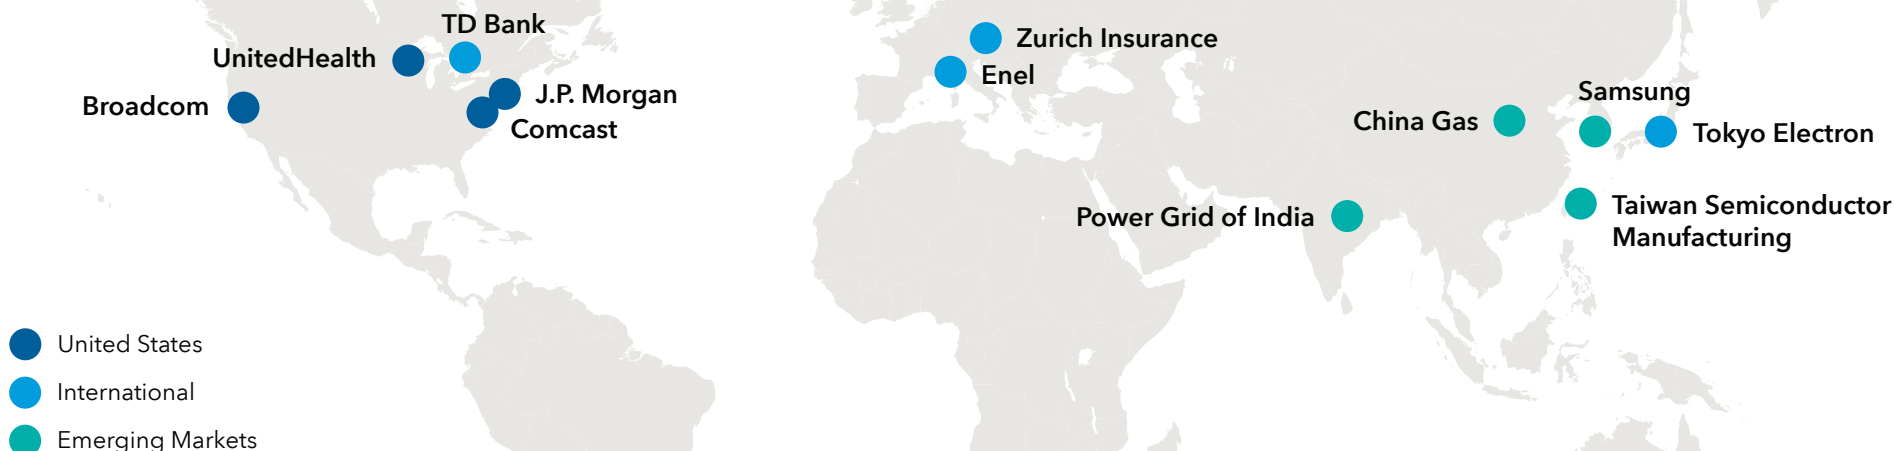 TD Bank
UnitedHealth
Broadcom
J.P. Morgan
Comcast
Zurich Insurance
Enel
Samsung
China Gas
Tokyo Electron
Power Grid of India
Taiwan Semiconductor
Manufacturing
United States
International
Emerging Markets